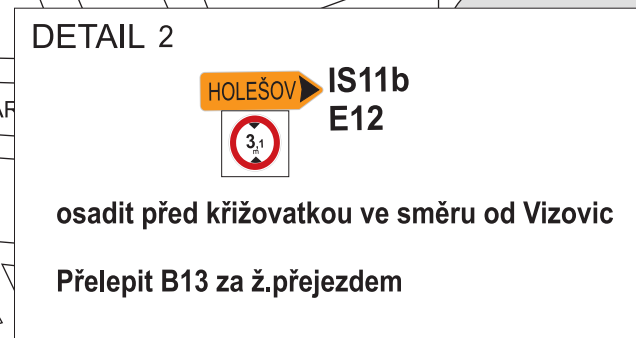 DETAIL 2
HOLEŠOV
IS11b
E12
3,1
m
osadit před křižovatkou ve směru od Vizovic
Přelepit B13 za ž.přejezdem